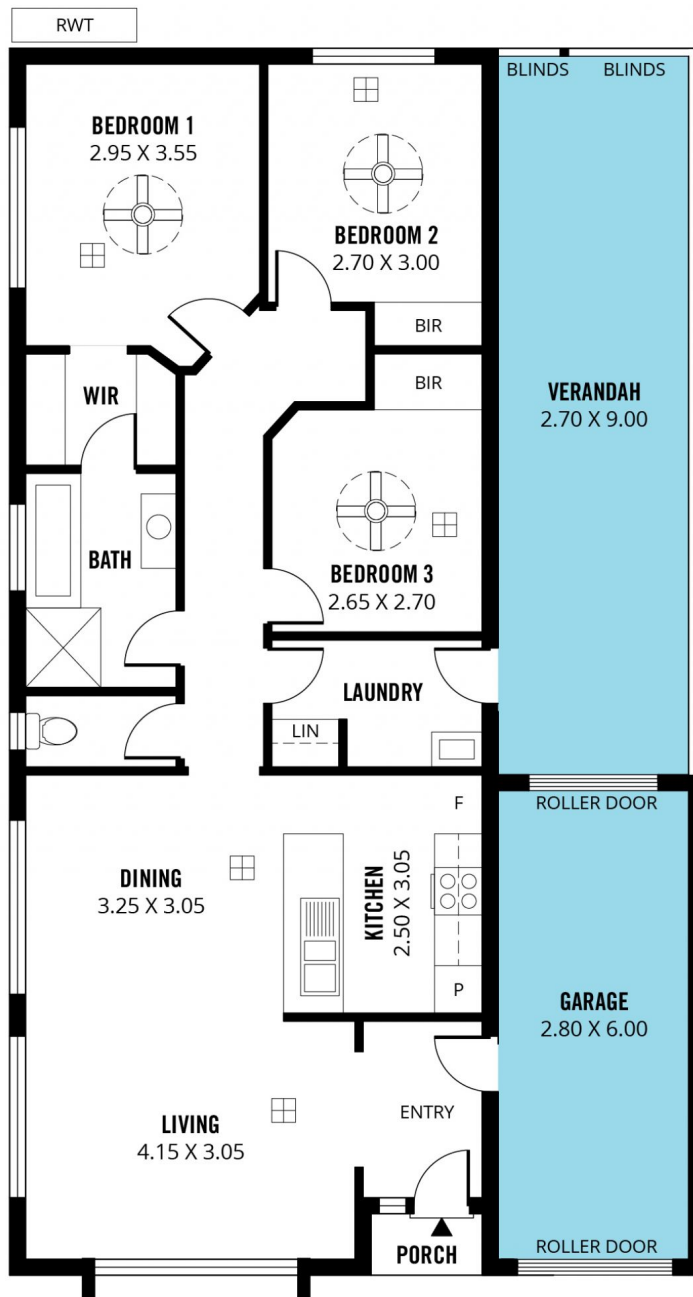 RWT
BLINDS
BLINDS
BEDROOM 1
2.95 X 3.55
BEDROOM 2
2.70 X 3.00
BIR
BIR
WIR
VERANDAH
2.70 X 9.00
BATH
BEDROOM 3
2.65 X 2.70
LAUNDRY
LIN
ROLLER DOOR
F
DINING
3.25 X 3.05
KITCHEN
2.50 X 3.05
P
GARAGE
2.80 X 6.00
ENTRY
LIVING
4.15 X 3.05
PORCH
ROLLER DOOR